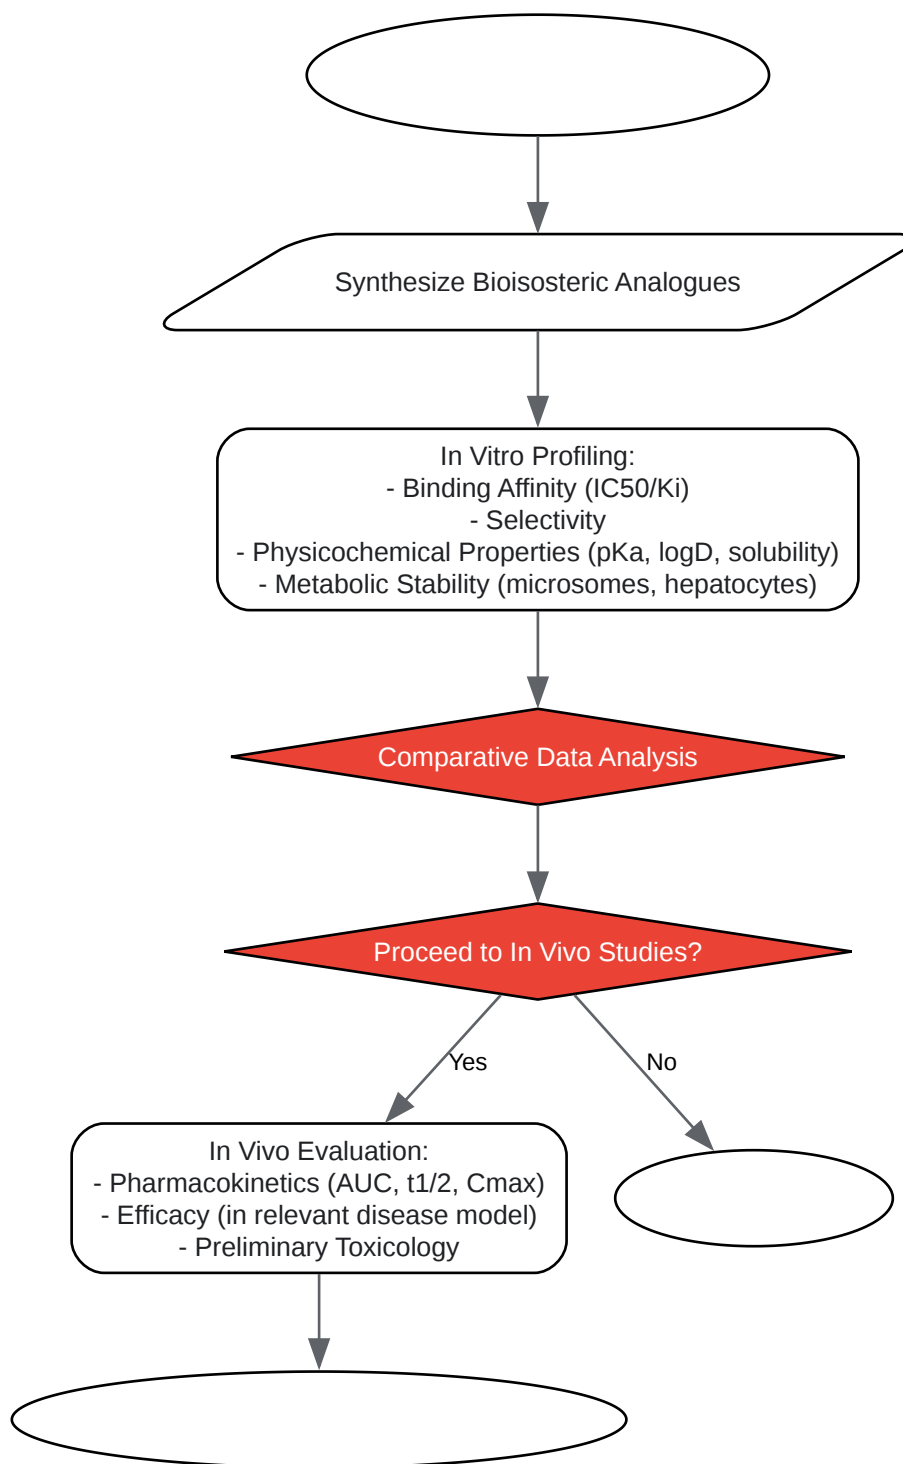 Synthesize Bioisosteric Analogues
In Vitro Profiling:
- Binding Affinity (IC50/Ki)
- Selectivity
- Physicochemical Properties (pKa, logD, solubility)
- Metabolic Stability (microsomes, hepatocytes)
Comparative Data Analysis
Proceed to In Vivo Studies?
Yes
No
In Vivo Evaluation:
- Pharmacokinetics (AUC, t1/2, Cmax)
- Efficacy (in relevant disease model)
- Preliminary Toxicology